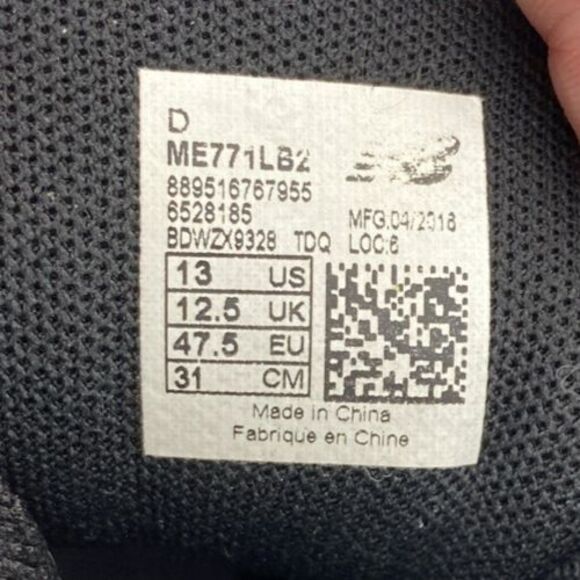 D
ME771LB2
889516767955
6528185
MFG.04/2016
BDWZX9328 TDQ LOC:6
13 US
12.5 UK
47.5 EU
31 CM
Made in China
Fabrique en Chine